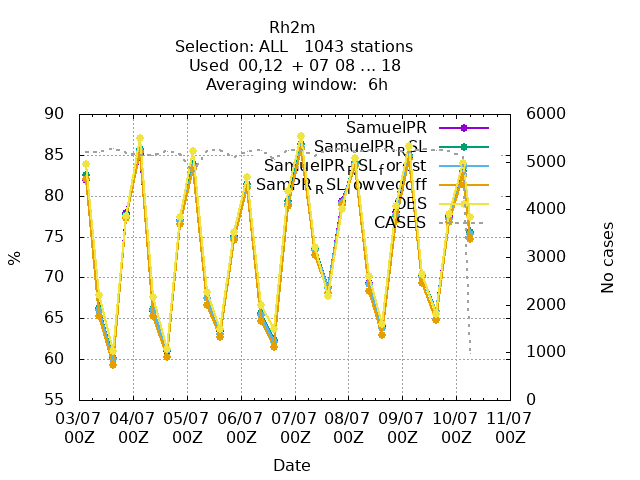 Rh2m
Selection: ALL 1043 stations
Used 00,12 + 07 08 ... 18
Averaging window: 6h
90
85
80
75
70
65
60
55
%
6000
5000
4000
3000
2000
1000
0
No cases
SamuelPR
SamuelPR_RSL
SamuelPR_RSL_forest
SamPR_RSL_lowvegoff
OBS
CASES
03/07 04/07 05/07 06/07 07/07 08/07 09/07 10/07 11/07
00Z 00Z 00Z 00Z 00Z 00Z 00Z 00Z 00Z
Date